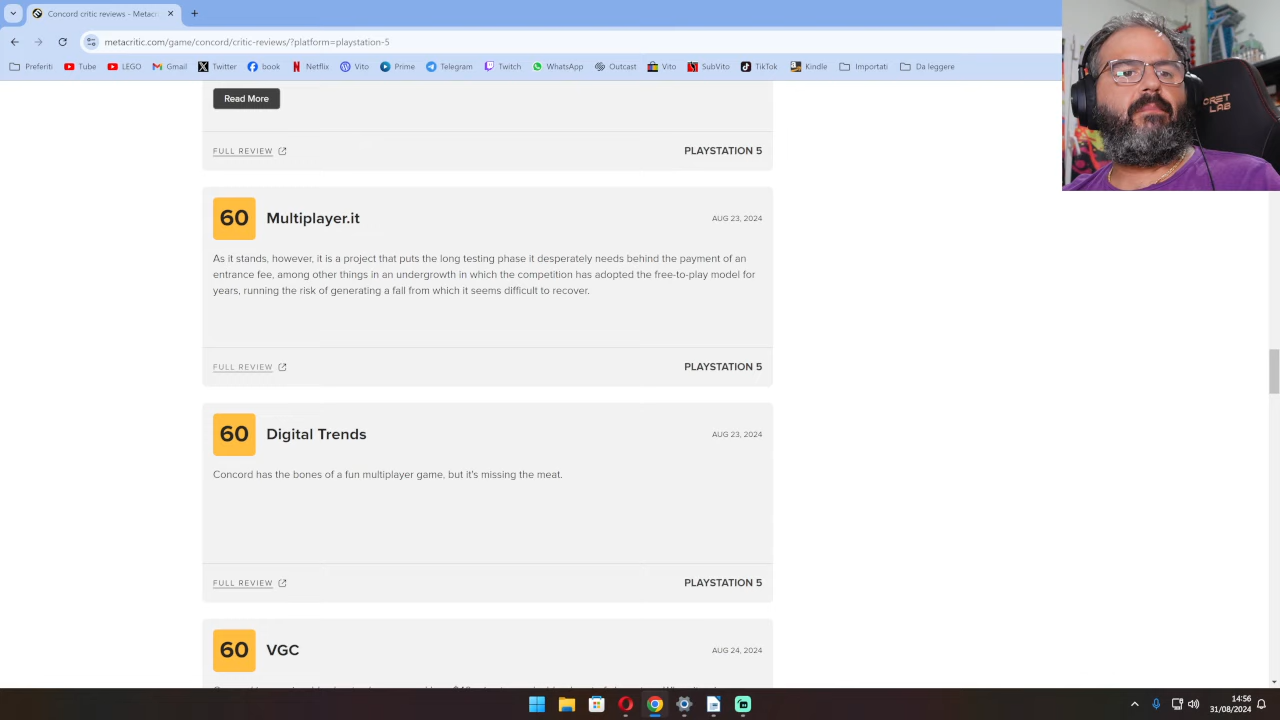 Concord critic reviews - Metac
metacritic.com/game/concord/critic-reviews/?platform=playstation-5
Preferiti
Tube
LEGO
Gmail
Twitter
book
Netflix
Vito
Prime
Telegram
Twitch
WhatsApp
Outcast
Vito
SubVito
TikTok
Kindle
Importati
Da leggere
Read More
FULL REVIEW
PLAYSTATION 5
60
Multiplayer.it
AUG 23, 2024
As it stands, however, it is a project that puts the long testing phase it desperately needs behind the payment of an
entrance fee, among other things in an undergrowth in which the competition has adopted the free-to-play model for
years, running the risk of generating a fall from which it seems difficult to recover.
FULL REVIEW
PLAYSTATION 5
60
Digital Trends
AUG 23, 2024
Concord has the bones of a fun multiplayer game, but it's missing the meat.
FULL REVIEW
PLAYSTATION 5
60
VGC
AUG 24, 2024
14:56
31/08/2024